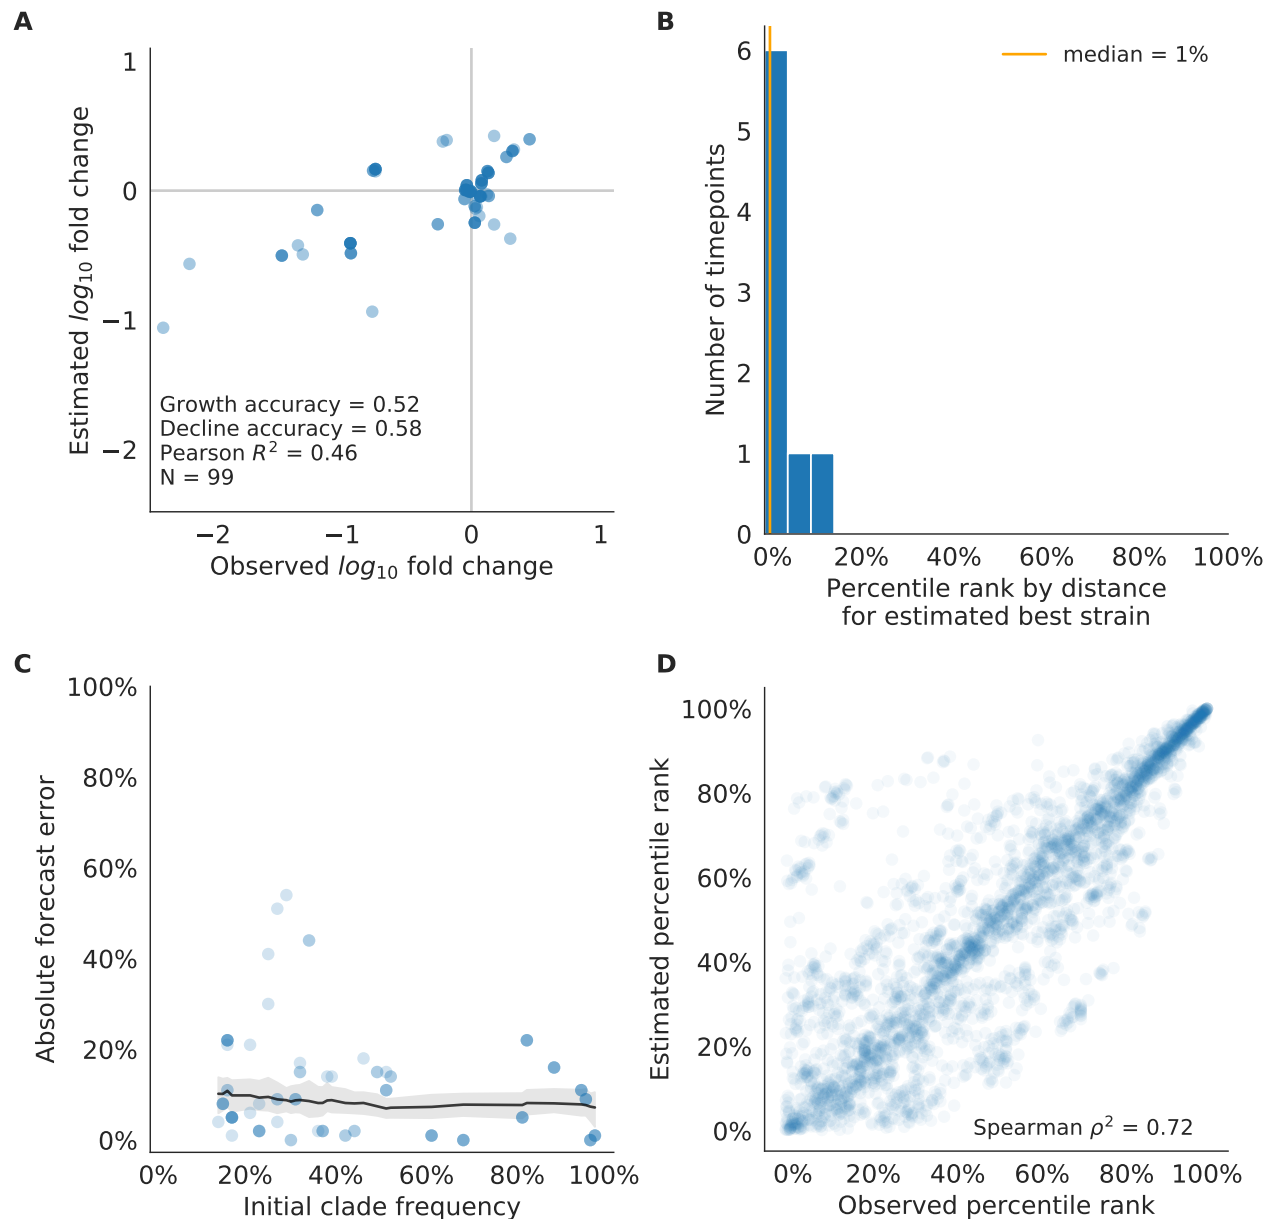 A
Estimated log10 fold change
1
0
−1
−2
Growth accuracy = 0.52
Decline accuracy = 0.58
Pearson R² = 0.46
N = 99
−2 −1 0 1
Observed log10 fold change
B
Number of timepoints
6
5
4
3
2
1
0
median = 1%
0% 20% 40% 60% 80% 100%
Percentile rank by distance
for estimated best strain
C
Absolute forecast error
100%
80%
60%
40%
20%
0%
0% 20% 40% 60% 80% 100%
Initial clade frequency
D
Estimated percentile rank
100%
80%
60%
40%
20%
0%
Spearman ρ² = 0.72
0% 20% 40% 60% 80% 100%
Observed percentile rank